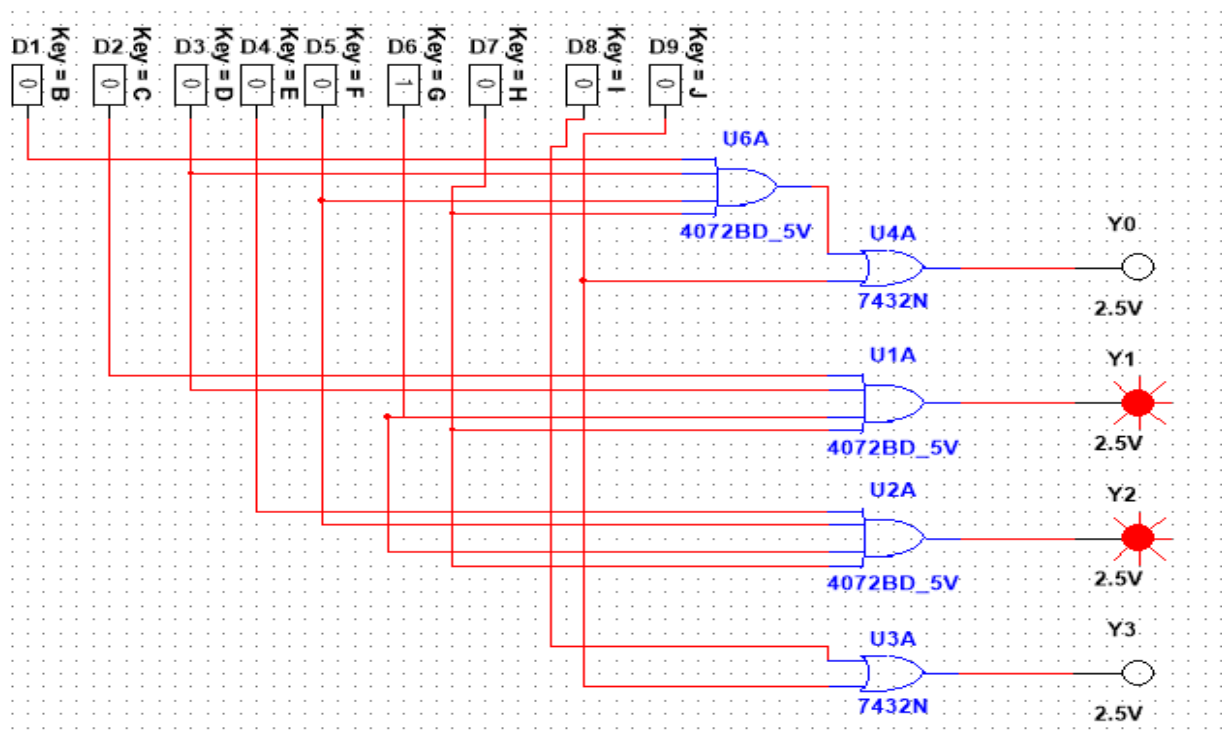 D1 Key = B
D2 Key = C
D3 Key = D
D4 Key = E
D5 Key = F
D6 Key = G
D7 Key = H
D8 Key = I
D9 Key = J
0
0
0
0
0
1
0
0
0
U6A
4072BD_5V
U4A
7432N
Y0
2.5V
U1A
4072BD_5V
Y1
2.5V
U2A
4072BD_5V
Y2
2.5V
U3A
7432N
Y3
2.5V